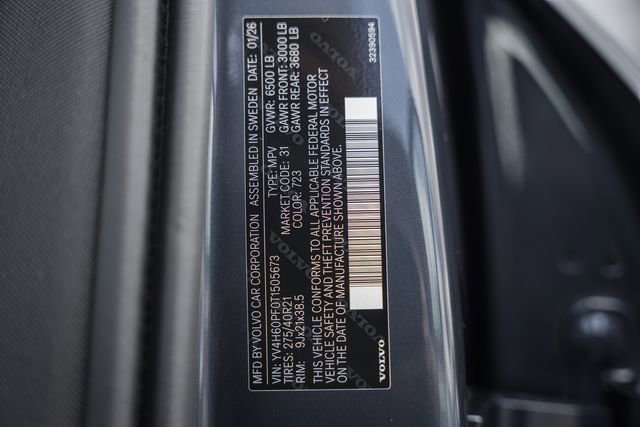 MFD BY VOLVO CAR CORPORATION ASSEMBLED IN SWEDEN DATE: 01/26
VIN: YV4H60PF0T1505673 TYPE: MPV GVWR: 6500 LB
TIRES: 275/40R21 MARKET CODE: 31 GAWR FRONT: 3000 LB
RIM: 9Jx21x38.5 COLOR: 723 GAWR REAR: 3680 LB
THIS VEHICLE CONFORMS TO ALL APPLICABLE FEDERAL MOTOR
VEHICLE SAFETY AND THEFT PREVENTION STANDARDS IN EFFECT
ON THE DATE OF MANUFACTURE SHOWN ABOVE.
VOLVO 32390594